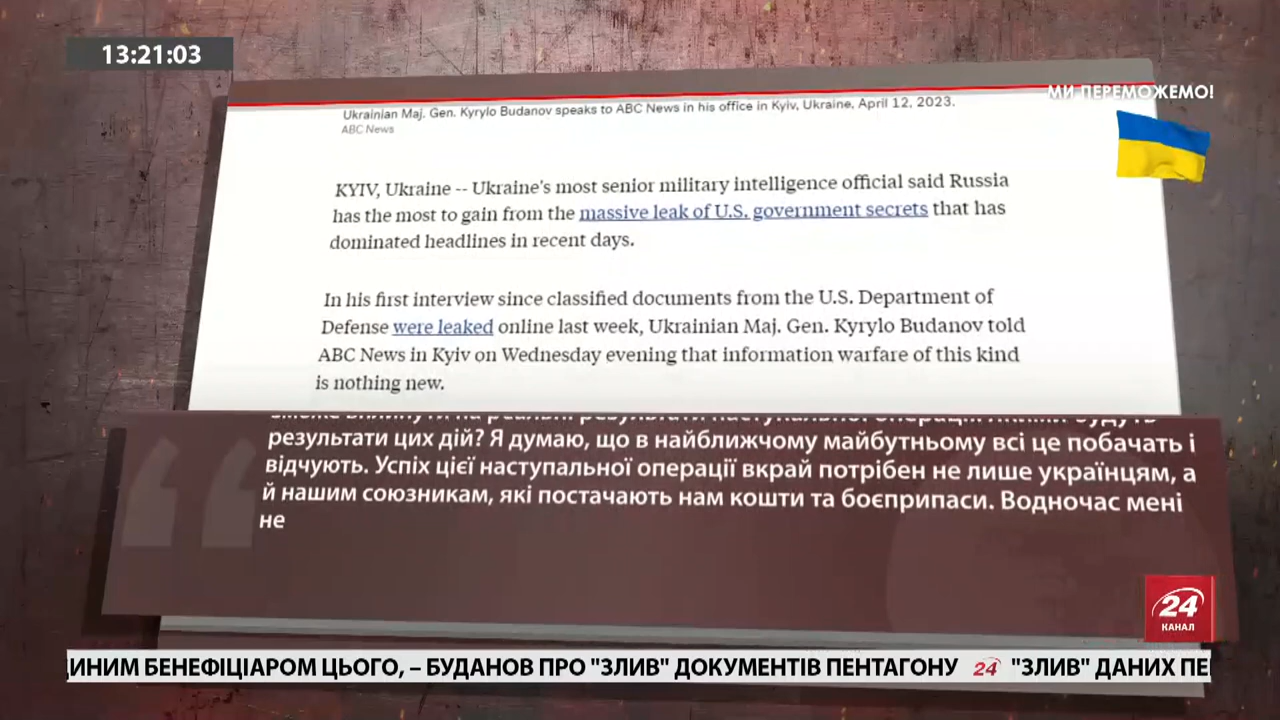 13:21:03
МИ ПЕРЕМОЖЕМО!
Ukrainian Maj. Gen. Kyrylo Budanov speaks to ABC News in his office in Kyiv, Ukraine, April 12, 2023.
ABC News
KYIV, Ukraine -- Ukraine's most senior military intelligence official said Russia
has the most to gain from the massive leak of U.S. government secrets that has
dominated headlines in recent days.
In his first interview since classified documents from the U.S. Department of
Defense were leaked online last week, Ukrainian Maj. Gen. Kyrylo Budanov told
ABC News in Kyiv on Wednesday evening that information warfare of this kind
is nothing new.
результати цих дій? Я думаю, що в найближчому майбутньому всі це побачать і
відчують. Успіх цієї наступальної операції вкрай потрібен не лише українцям, а
й нашим союзникам, які постачають нам кошти та боєприпаси. Водночас мені
не
24
КАНАЛ
ДИНИМ БЕНЕФІЦІАРОМ ЦЬОГО, – БУДАНОВ ПРО "ЗЛИВ" ДОКУМЕНТІВ ПЕНТАГОНУ 24 "ЗЛИВ" ДАНИХ ПЕ